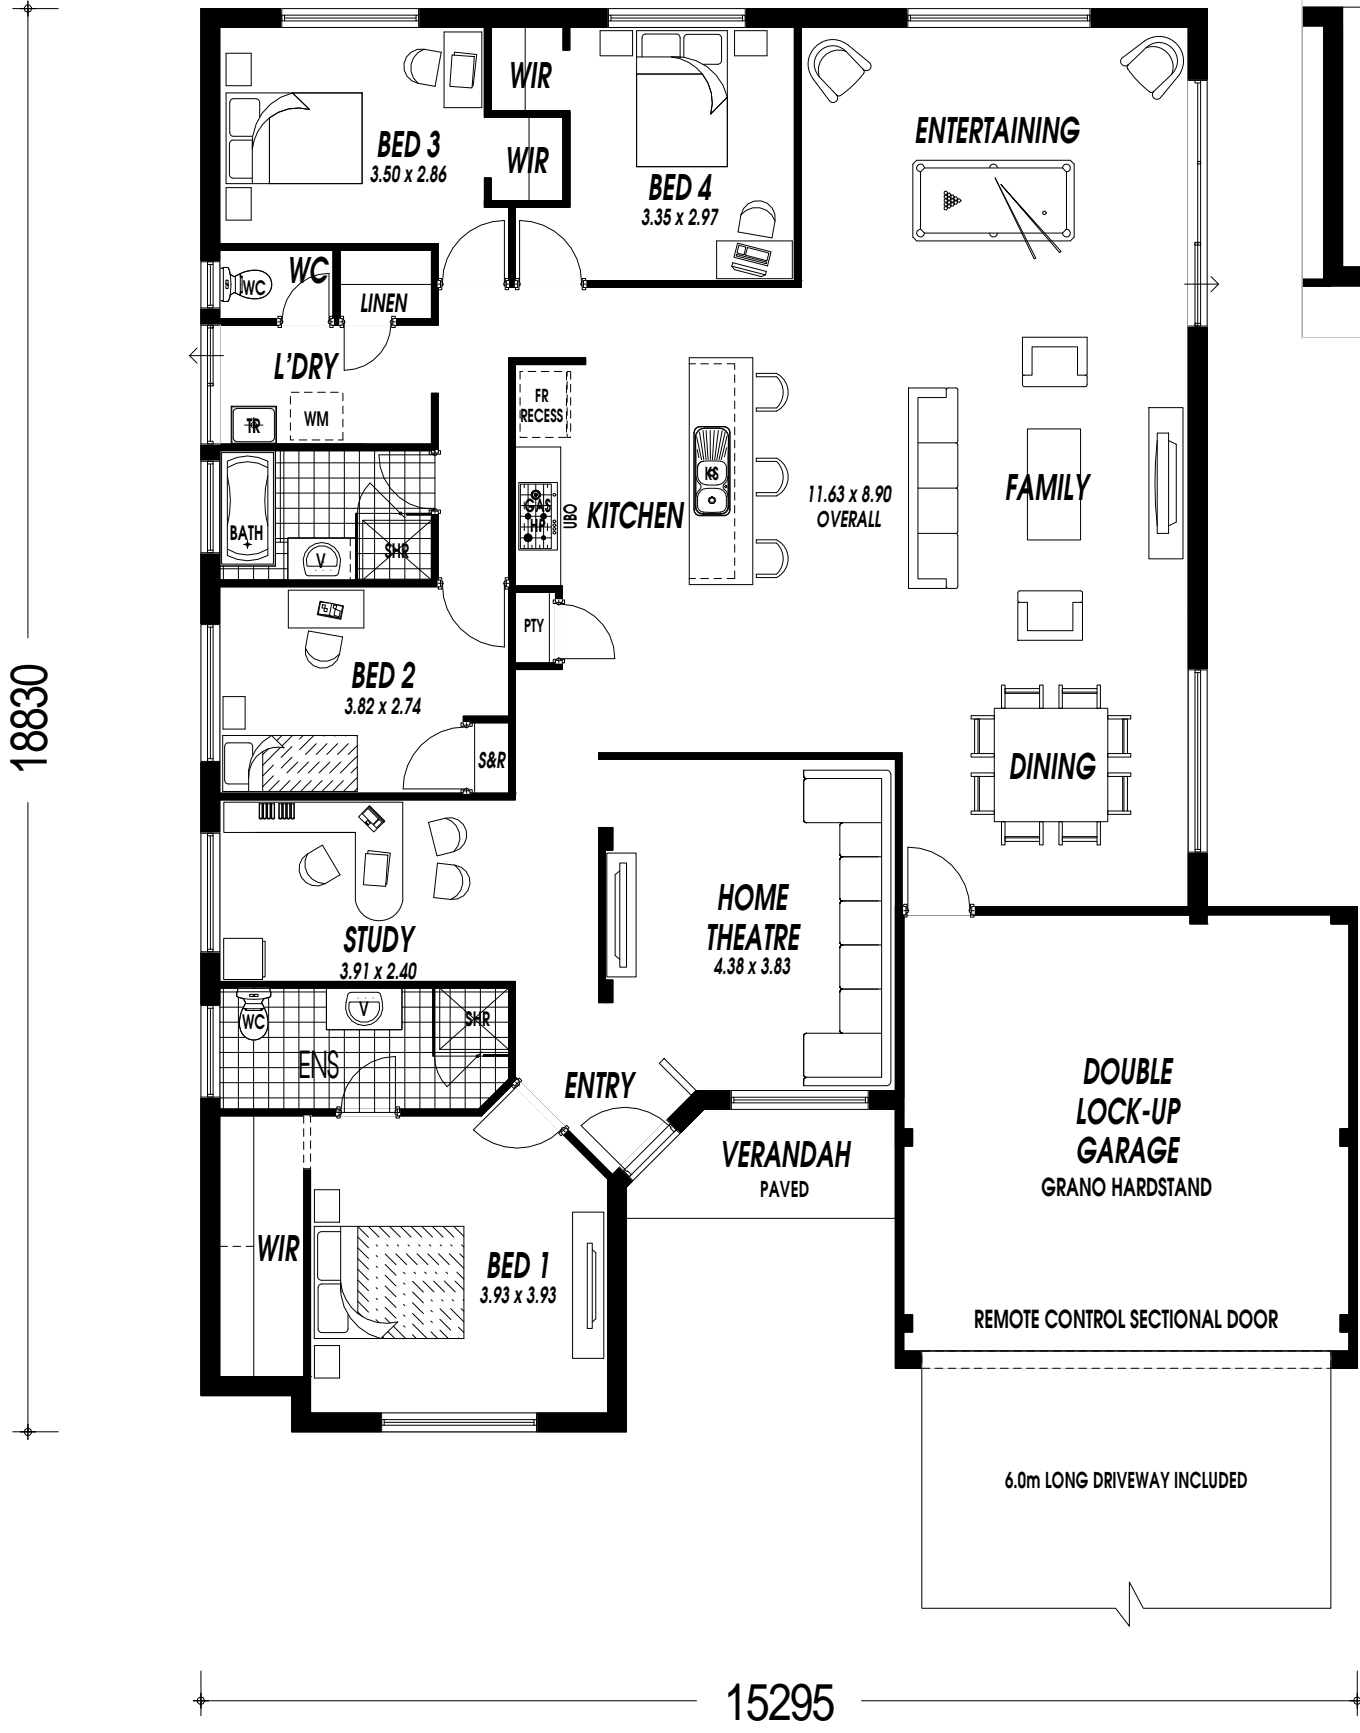 WIR
ENTERTAINING
BED 3
3.50 x 2.86
WIR
BED 4
3.35 x 2.97
WC
WC
LINEN
L'DRY
TR
WM
FR
RECESS
KS
KITCHEN
GAS
HP
UBO
11.63 x 8.90
OVERALL
FAMILY
BATH
V
SHR
PTY
BED 2
3.82 x 2.74
S&R
DINING
18830
HOME
THEATRE
4.38 x 3.83
STUDY
3.91 x 2.40
WC
V
SHR
ENS
ENTRY
DOUBLE
LOCK-UP
GARAGE
GRANO HARDSTAND
VERANDAH
PAVED
WIR
BED 1
3.93 x 3.93
REMOTE CONTROL SECTIONAL DOOR
6.0m LONG DRIVEWAY INCLUDED
15295